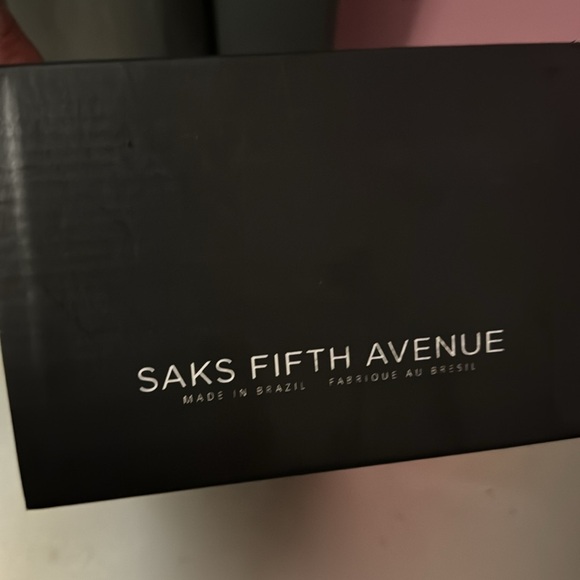 SAKS FIFTH AVENUE
MADE IN BRAZIL FABRIQUE AU BRESIL